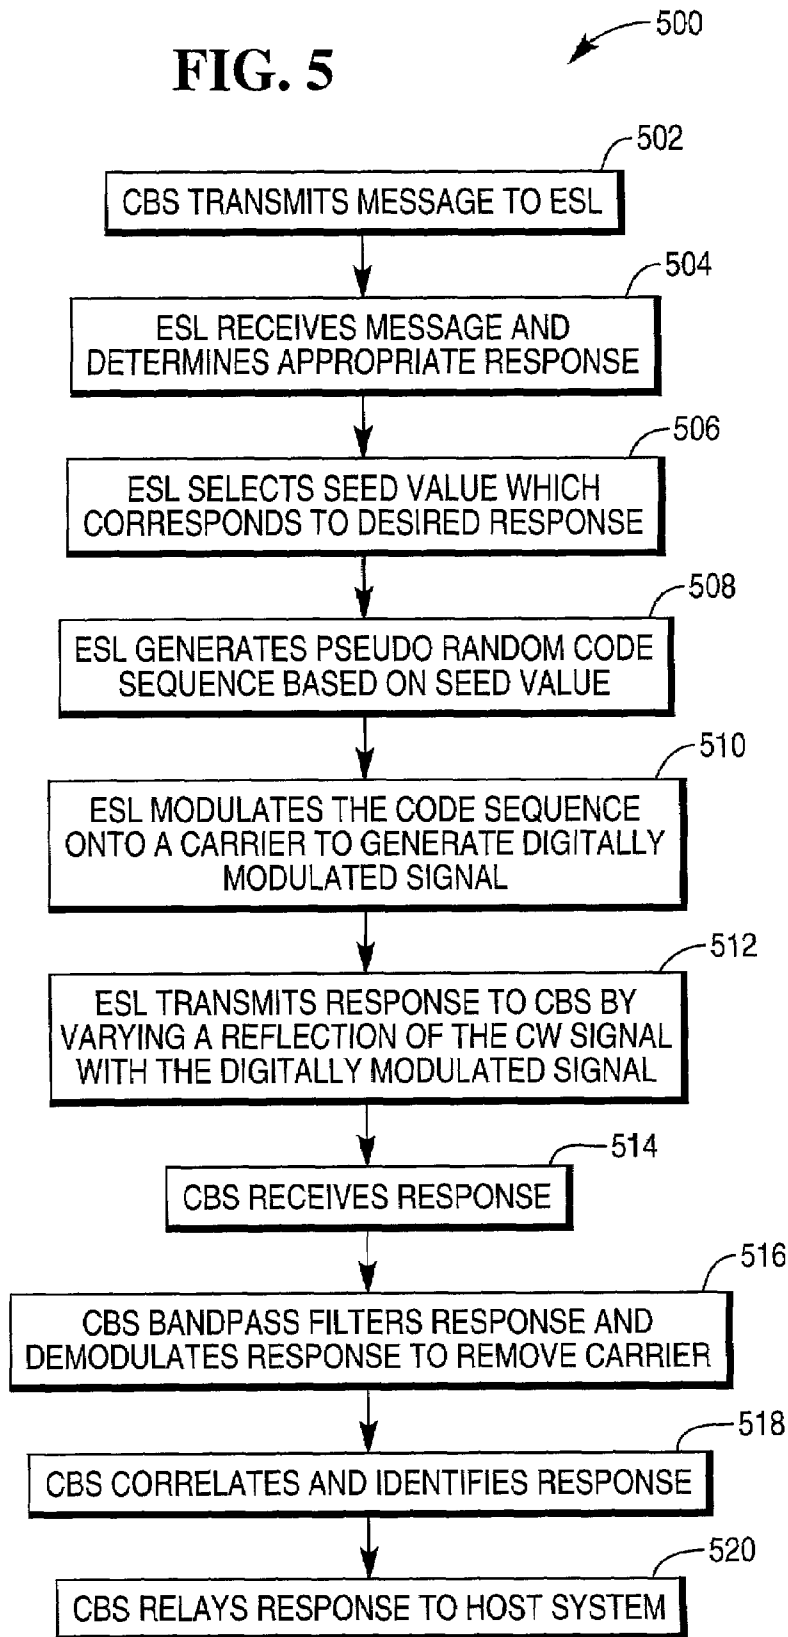 FIG. 5
500
502
CBS TRANSMITS MESSAGE TO ESL
504
ESL RECEIVES MESSAGE AND
DETERMINES APPROPRIATE RESPONSE
506
ESL SELECTS SEED VALUE WHICH
CORRESPONDS TO DESIRED RESPONSE
508
ESL GENERATES PSEUDO RANDOM CODE
SEQUENCE BASED ON SEED VALUE
510
ESL MODULATES THE CODE SEQUENCE
ONTO A CARRIER TO GENERATE DIGITALLY
MODULATED SIGNAL
512
ESL TRANSMITS RESPONSE TO CBS BY
VARYING A REFLECTION OF THE CW SIGNAL
WITH THE DIGITALLY MODULATED SIGNAL
514
CBS RECEIVES RESPONSE
516
CBS BANDPASS FILTERS RESPONSE AND
DEMODULATES RESPONSE TO REMOVE CARRIER
518
CBS CORRELATES AND IDENTIFIES RESPONSE
520
CBS RELAYS RESPONSE TO HOST SYSTEM